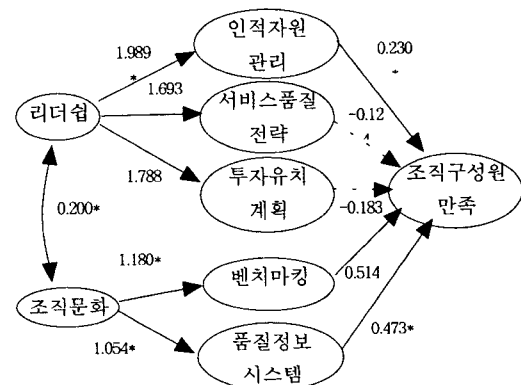 인적자원
관리
1.989
*
0.230
*
1.693
서비스품질
전략
-0.12
4
리더쉽
조직구성원
만족
1.788
투자유치
계획
-0.183
0.200*
1.180*
벤치마킹
0.514
조직문화
0.473*
1.054*
품질정보
시스템